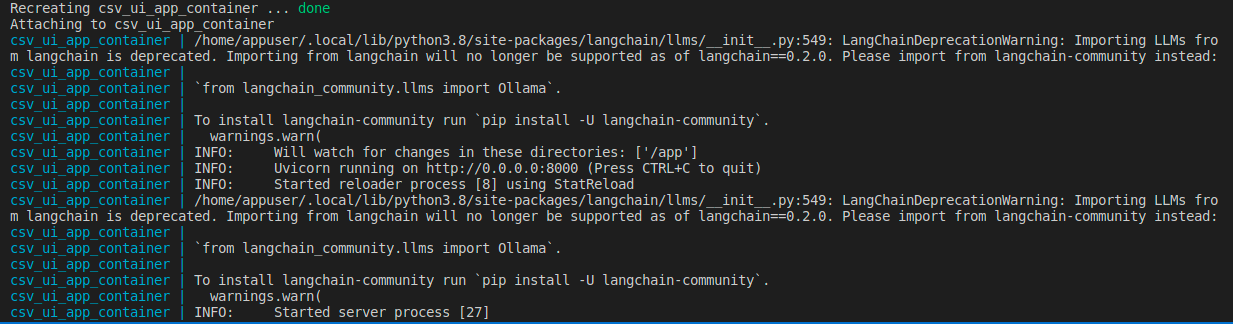 Recreating csv_ui_app_container ... done
Attaching to csv_ui_app_container
csv_ui_app_container | /home/appuser/.local/lib/python3.8/site-packages/langchain/llms/__init__.py:549: LangChainDeprecationWarning: Importing LLMs fro
m langchain is deprecated. Importing from langchain will no longer be supported as of langchain==0.2.0. Please import from langchain-community instead:
csv_ui_app_container |
csv_ui_app_container | `from langchain_community.llms import Ollama`.
csv_ui_app_container |
csv_ui_app_container | To install langchain-community run `pip install -U langchain-community`.
csv_ui_app_container |   warnings.warn(
csv_ui_app_container | INFO:     Will watch for changes in these directories: ['/app']
csv_ui_app_container | INFO:     Uvicorn running on http://0.0.0.0:8000 (Press CTRL+C to quit)
csv_ui_app_container | INFO:     Started reloader process [8] using StatReload
csv_ui_app_container | /home/appuser/.local/lib/python3.8/site-packages/langchain/llms/__init__.py:549: LangChainDeprecationWarning: Importing LLMs fro
m langchain is deprecated. Importing from langchain will no longer be supported as of langchain==0.2.0. Please import from langchain-community instead:
csv_ui_app_container |
csv_ui_app_container | `from langchain_community.llms import Ollama`.
csv_ui_app_container |
csv_ui_app_container | To install langchain-community run `pip install -U langchain-community`.
csv_ui_app_container |   warnings.warn(
csv_ui_app_container | INFO:     Started server process [27]